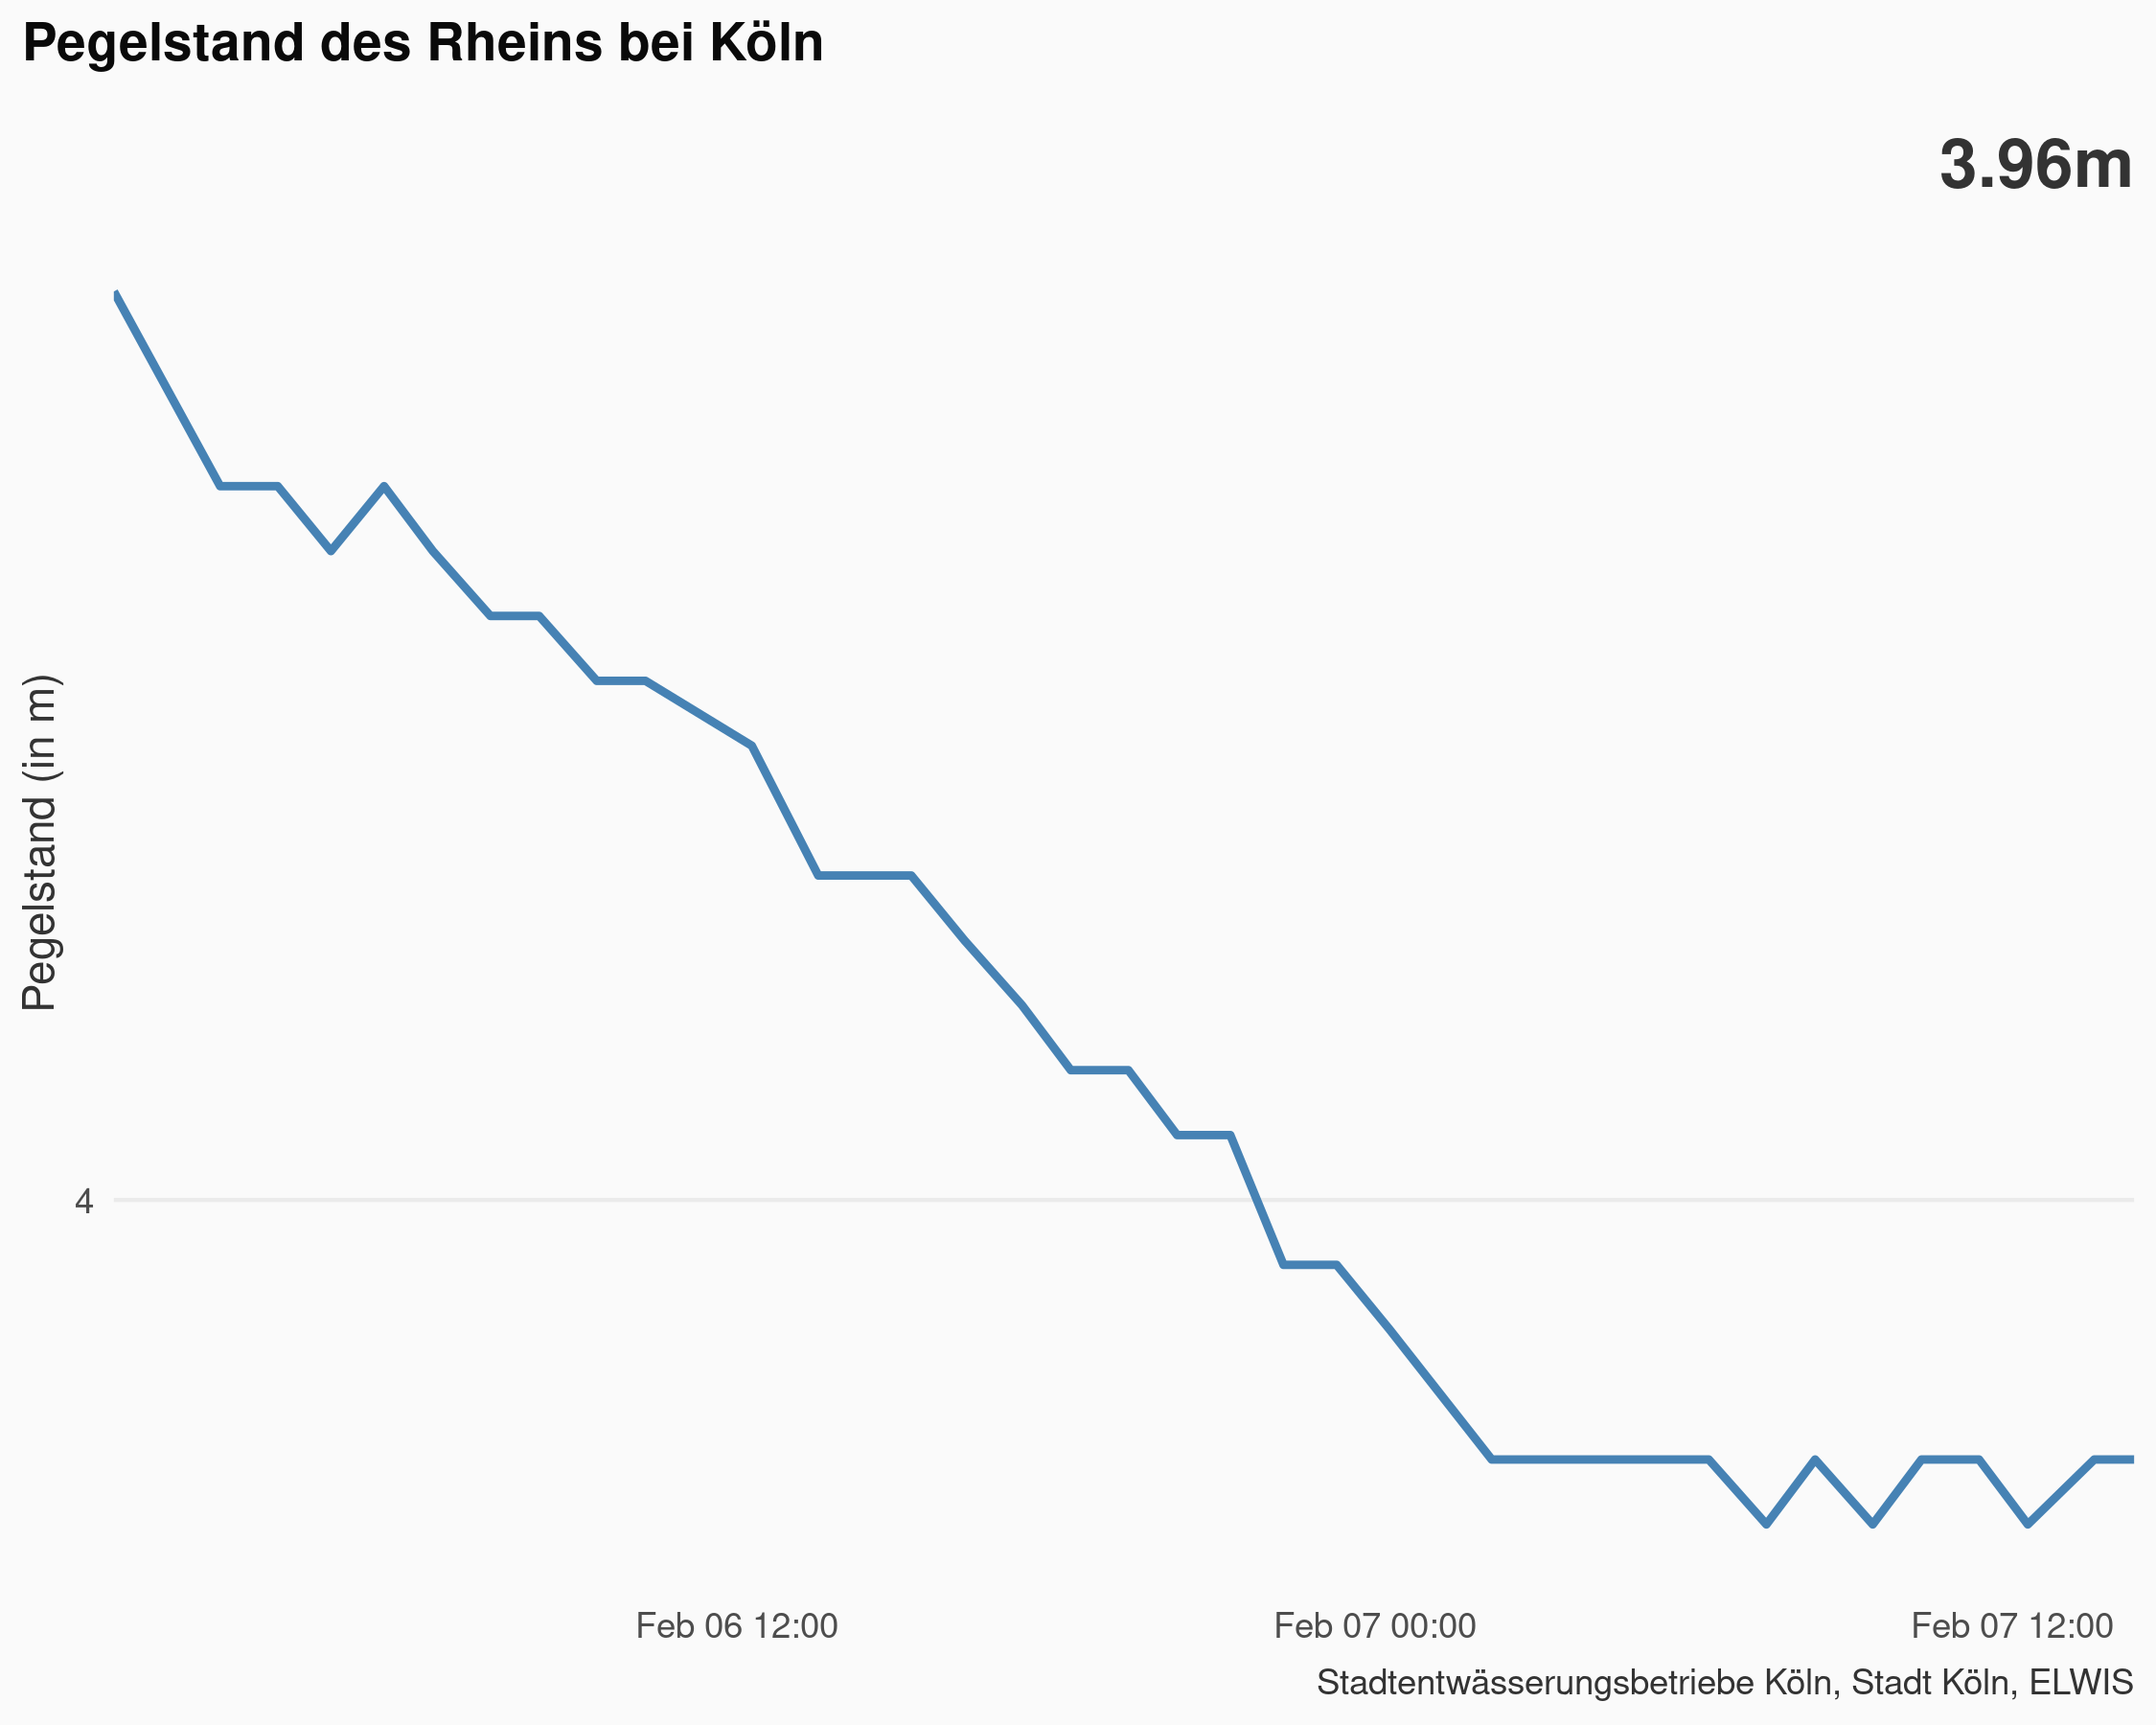 Pegelstand des Rheins bei Köln
3.96m
Pegelstand (in m)
4
Feb 06 12:00
Feb 07 00:00
Feb 07 12:00
Stadtentwässerungsbetriebe Köln, Stadt Köln, ELWIS